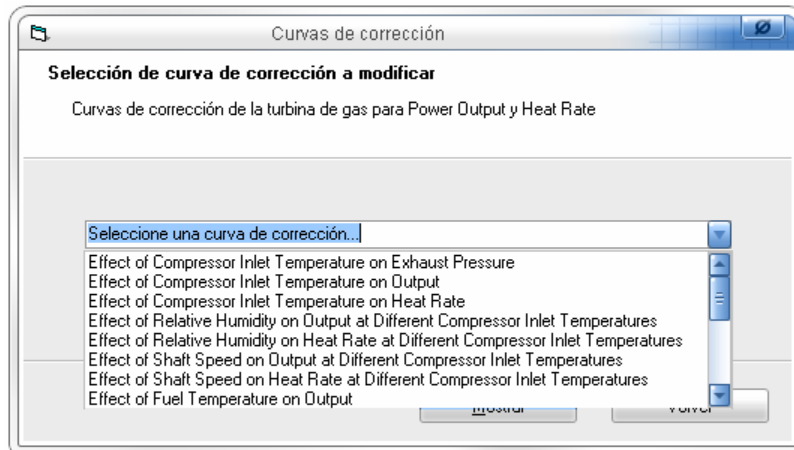 Curvas de corrección
Selección de curva de corrección a modificar
Curvas de corrección de la turbina de gas para Power Output y Heat Rate
Seleccione una curva de corrección...
Effect of Compressor Inlet Temperature on Exhaust Pressure
Effect of Compressor Inlet Temperature on Output
Effect of Compressor Inlet Temperature on Heat Rate
Effect of Relative Humidity on Output at Different Compressor Inlet Temperatures
Effect of Relative Humidity on Heat Rate at Different Compressor Inlet Temperatures
Effect of Shaft Speed on Output at Different Compressor Inlet Temperatures
Effect of Shaft Speed on Heat Rate at Different Compressor Inlet Temperatures
Effect of Fuel Temperature on Output
Mostrar Volver